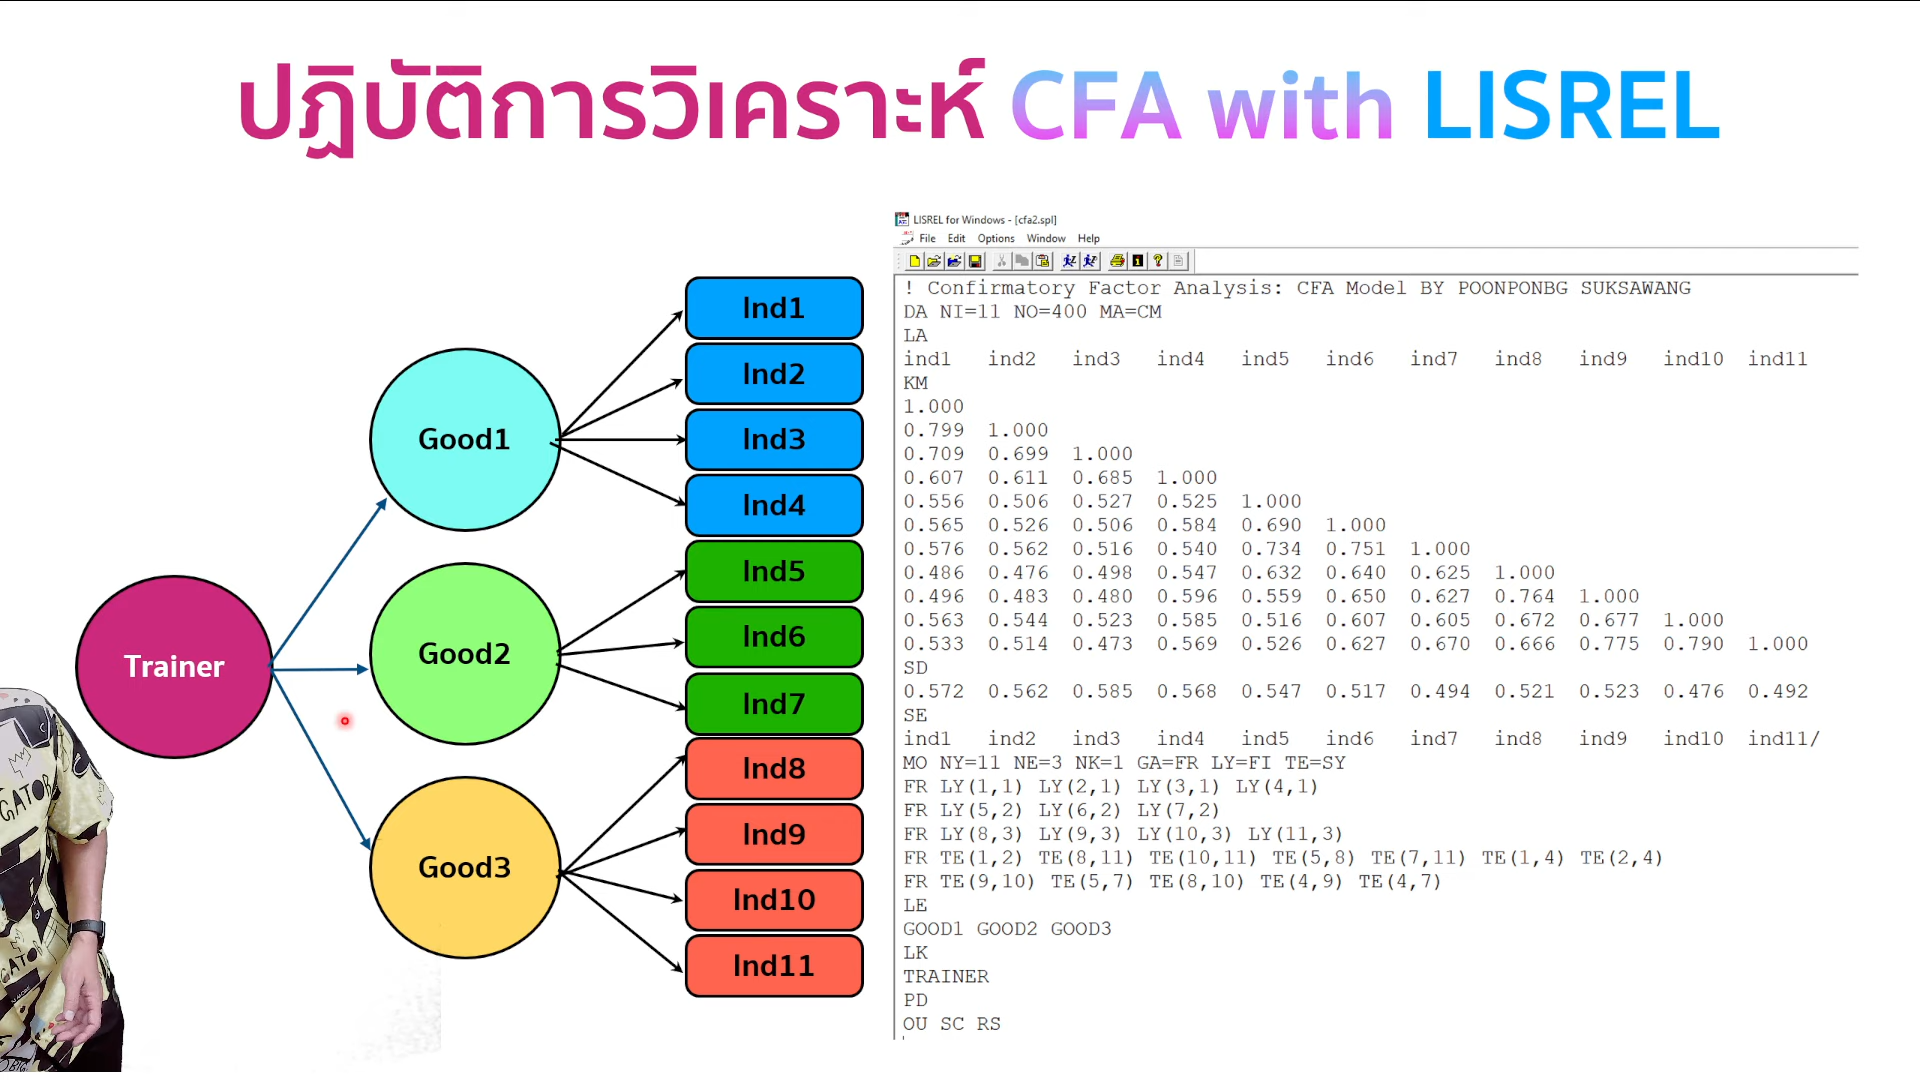 ปฏิบัติการวิเคราะห์ CFA with LISREL
Trainer
Good1
Good2
Good3
Ind1
Ind2
Ind3
Ind4
Ind5
Ind6
Ind7
Ind8
Ind9
Ind10
Ind11
LISREL for Windows - [cfa2.spl]
File Edit Options Window Help
! Confirmatory Factor Analysis: CFA Model BY POONPONBG SUKSAWANG
DA NI=11 NO=400 MA=CM
LA
ind1 ind2 ind3 ind4 ind5 ind6 ind7 ind8 ind9 ind10 ind11
KM
1.000
0.799 1.000
0.709 0.699 1.000
0.607 0.611 0.685 1.000
0.556 0.506 0.527 0.525 1.000
0.565 0.526 0.506 0.584 0.690 1.000
0.576 0.562 0.516 0.540 0.734 0.751 1.000
0.486 0.476 0.498 0.547 0.632 0.640 0.625 1.000
0.496 0.483 0.480 0.596 0.559 0.650 0.627 0.764 1.000
0.563 0.544 0.523 0.585 0.516 0.607 0.605 0.672 0.677 1.000
0.533 0.514 0.473 0.569 0.526 0.627 0.670 0.666 0.775 0.790 1.000
SD
0.572 0.562 0.585 0.568 0.547 0.517 0.494 0.521 0.523 0.476 0.492
SE
ind1 ind2 ind3 ind4 ind5 ind6 ind7 ind8 ind9 ind10 ind11/
MO NY=11 NE=3 NK=1 GA=FR LY=FI TE=SY
FR LY(1,1) LY(2,1) LY(3,1) LY(4,1)
FR LY(5,2) LY(6,2) LY(7,2)
FR LY(8,3) LY(9,3) LY(10,3) LY(11,3)
FR TE(1,2) TE(8,11) TE(10,11) TE(5,8) TE(7,11) TE(1,4) TE(2,4)
FR TE(9,10) TE(5,7) TE(8,10) TE(4,9) TE(4,7)
LE
GOOD1 GOOD2 GOOD3
LK
TRAINER
PD
OU SC RS